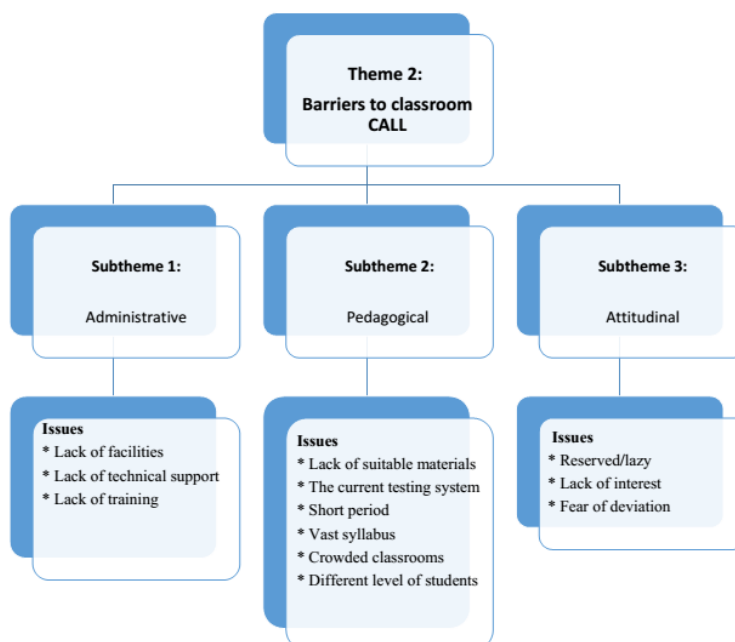 Theme 2:
Barriers to classroom
CALL
Subtheme 1:
Administrative
Subtheme 2:
Pedagogical
Subtheme 3:
Attitudinal
Issues
* Lack of facilities
* Lack of technical support
* Lack of training
Issues
* Lack of suitable materials
* The current testing system
* Short period
* Vast syllabus
* Crowded classrooms
* Different level of students
Issues
* Reserved/lazy
* Lack of interest
* Fear of deviation